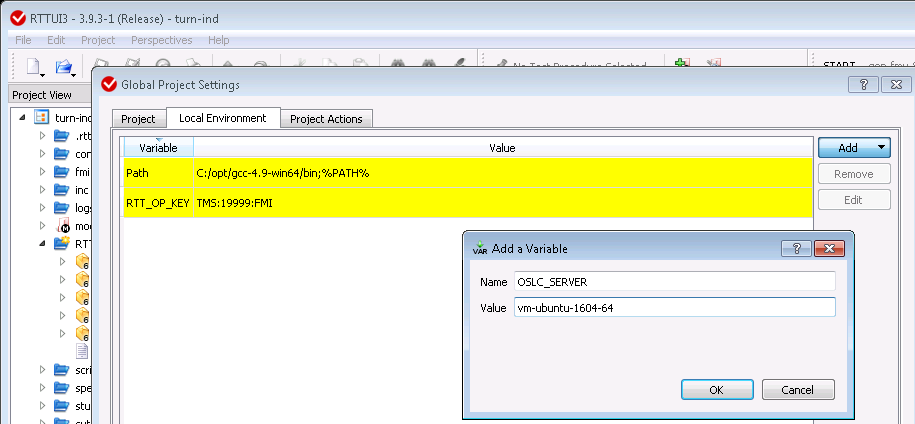 RTTUI3 - 3.9.3-1 (Release) - turn-ind
File Edit Project Perspectives Help
No Test Procedure Selected
START
Project View
Global Project Settings
turn-ind
.rtt
con
fmi
inc
logs
mod
RTT
scri
spe
stu
Project Local Environment Project Actions
Variable Value
Path C:/opt/gcc-4.9-win64/bin;%PATH%
RTT_OP_KEY TMS:19999:FMI
Add
Remove
Edit
VAR Add a Variable
Name OSLC_SERVER
Value vm-ubuntu-1604-64
OK Cancel